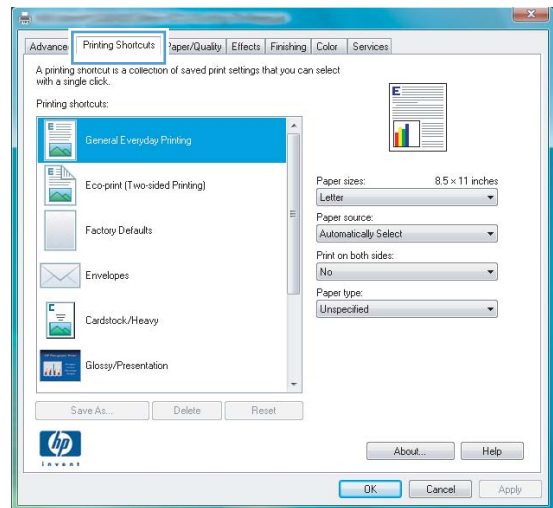 Advance
Printing Shortcuts
Paper/Quality
Effects
Finishing
Color
Services
A printing shortcut is a collection of saved print settings that you can select
with a single click.
Printing shortcuts:
General Everyday Printing
Eco-print (Two-sided Printing)
Factory Defaults
Envelopes
Cardstock/Heavy
Glossy/Presentation
E
Paper sizes: 8.5 × 11 inches
Letter
Paper source:
Automatically Select
Print on both sides:
No
Paper type:
Unspecified
Save As...
Delete
Reset
hp
invent
About...
Help
OK
Cancel
Apply